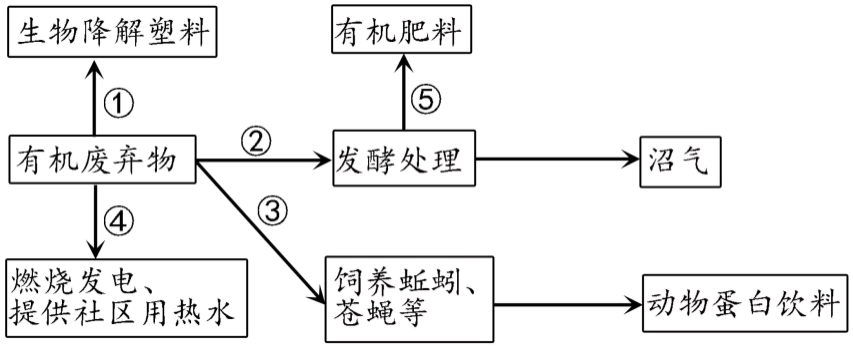 生物降解塑料
有机肥料
①
⑤
有机废弃物
②
发酵处理
沼气
④
③
燃烧发电、
提供社区用热水
饲养蚯蚓、
苍蝇等
动物蛋白饮料